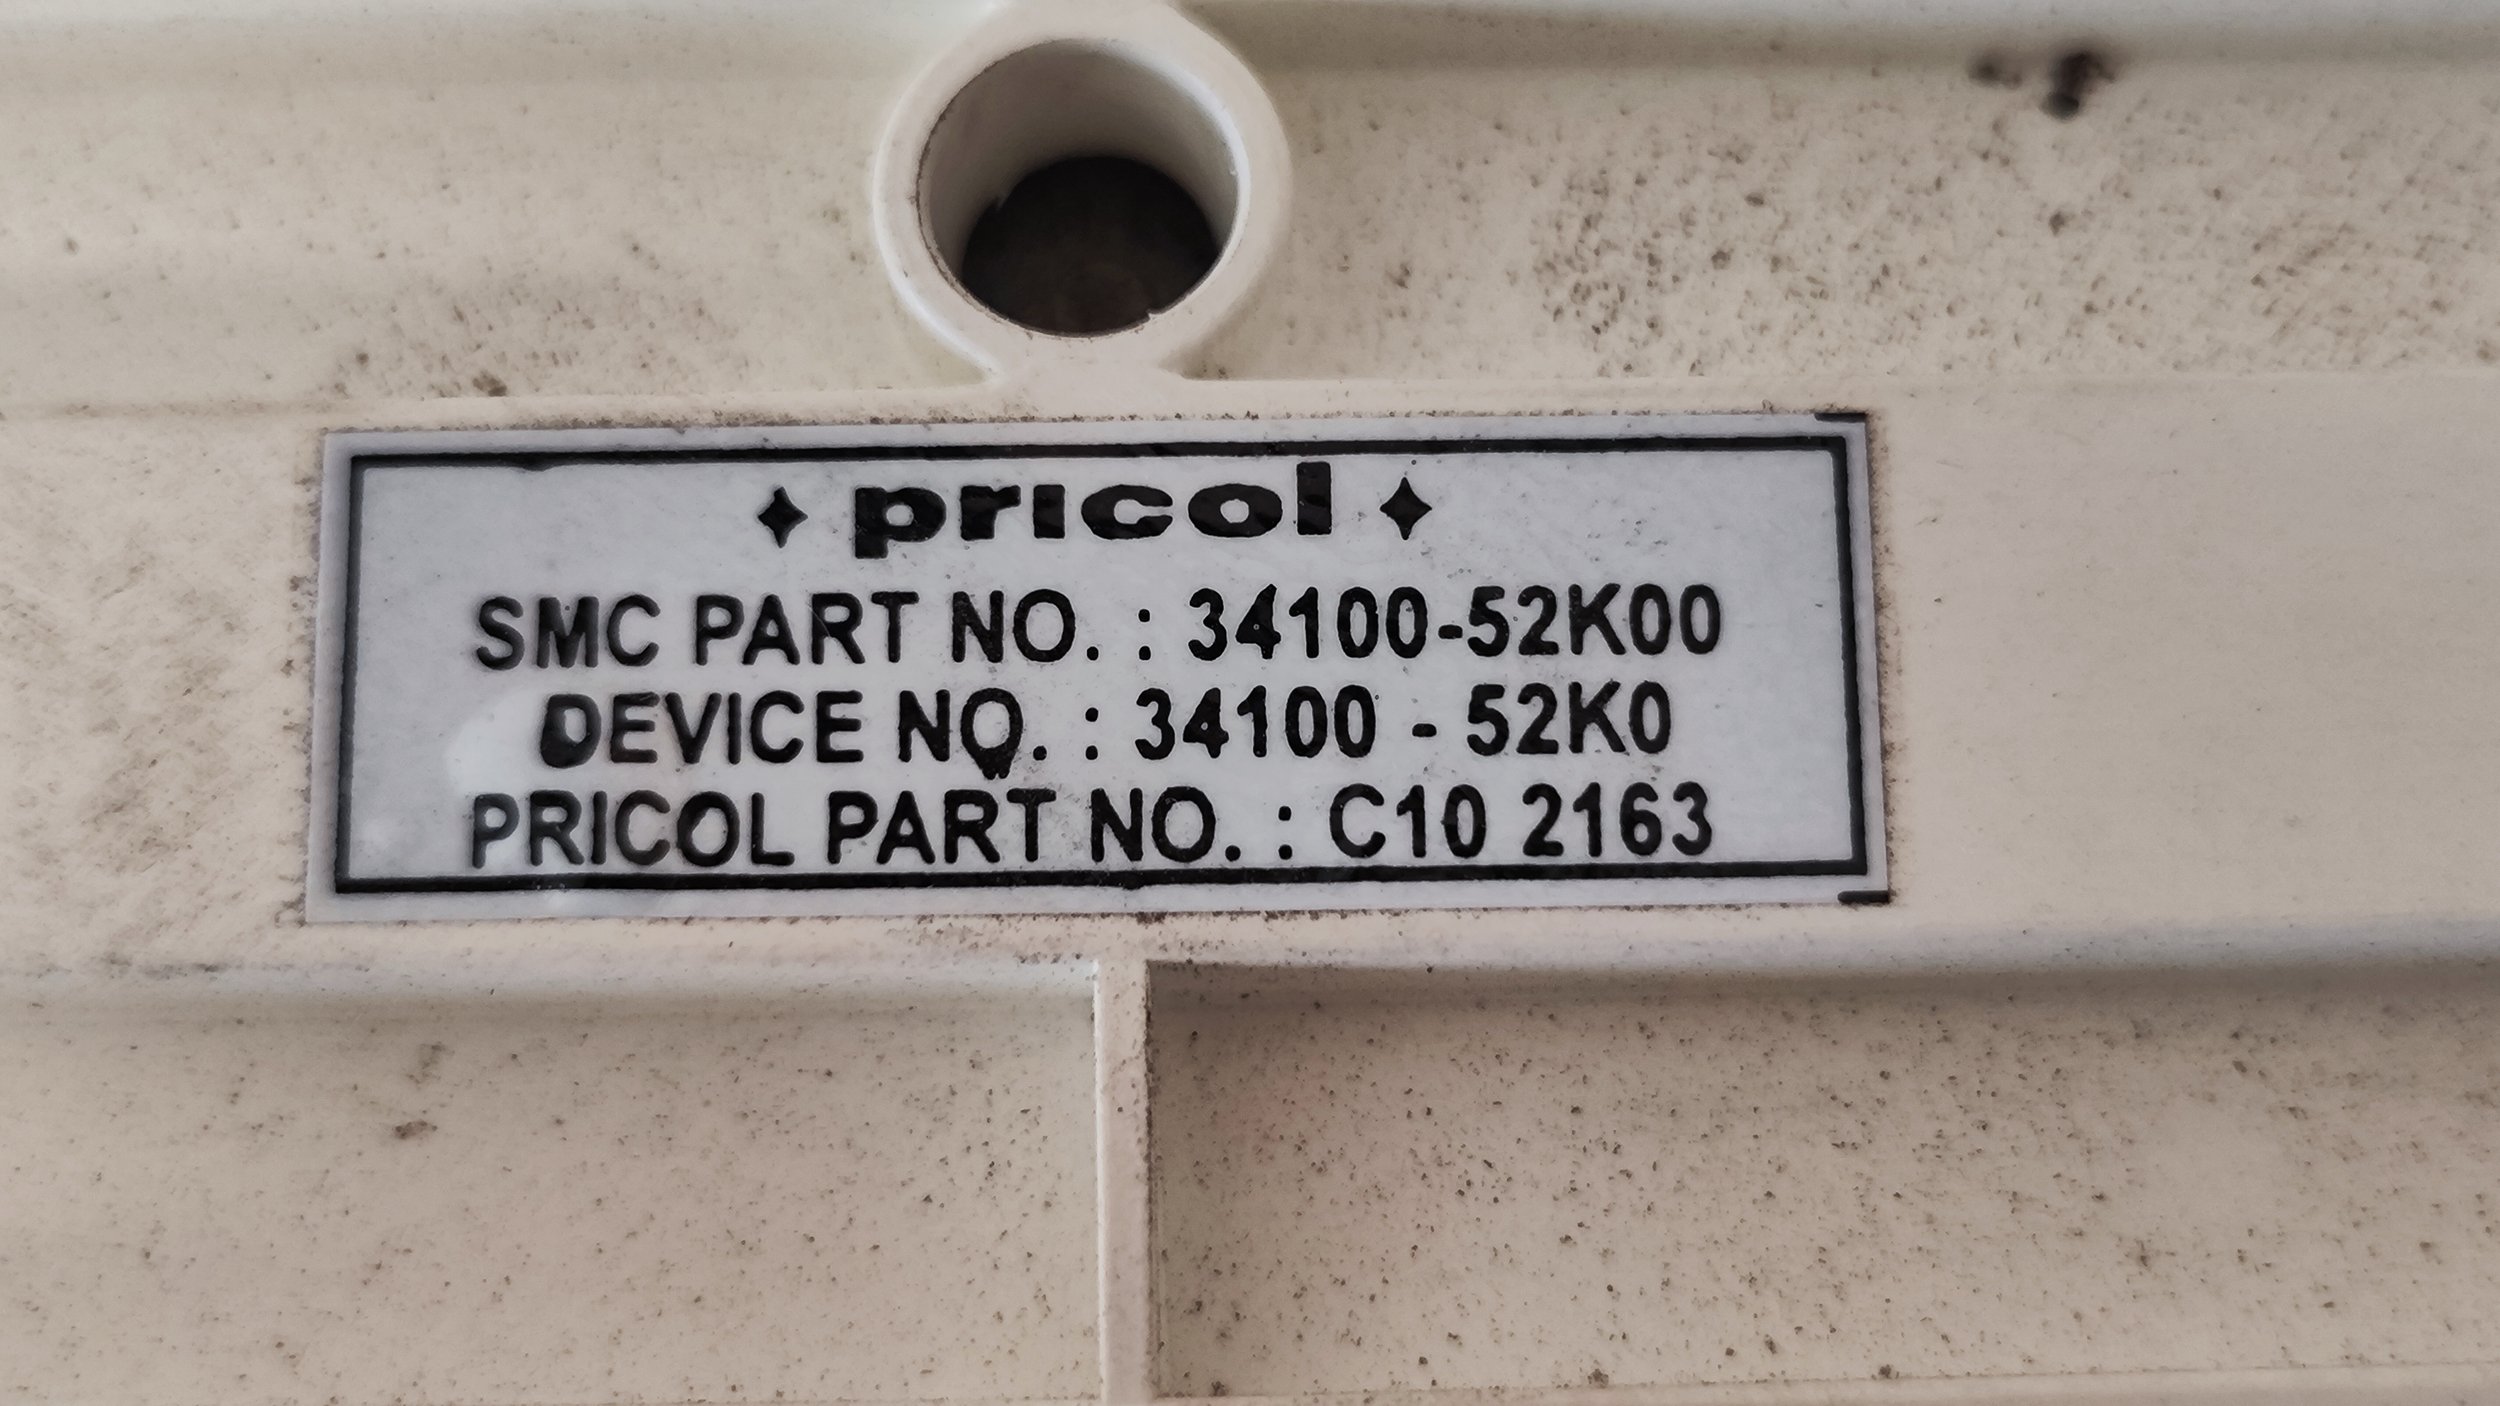 pricol
SMC PART NO. : 34100-52K00
DEVICE NO. : 34100 - 52K0
PRICOL PART NO. : C10 2163